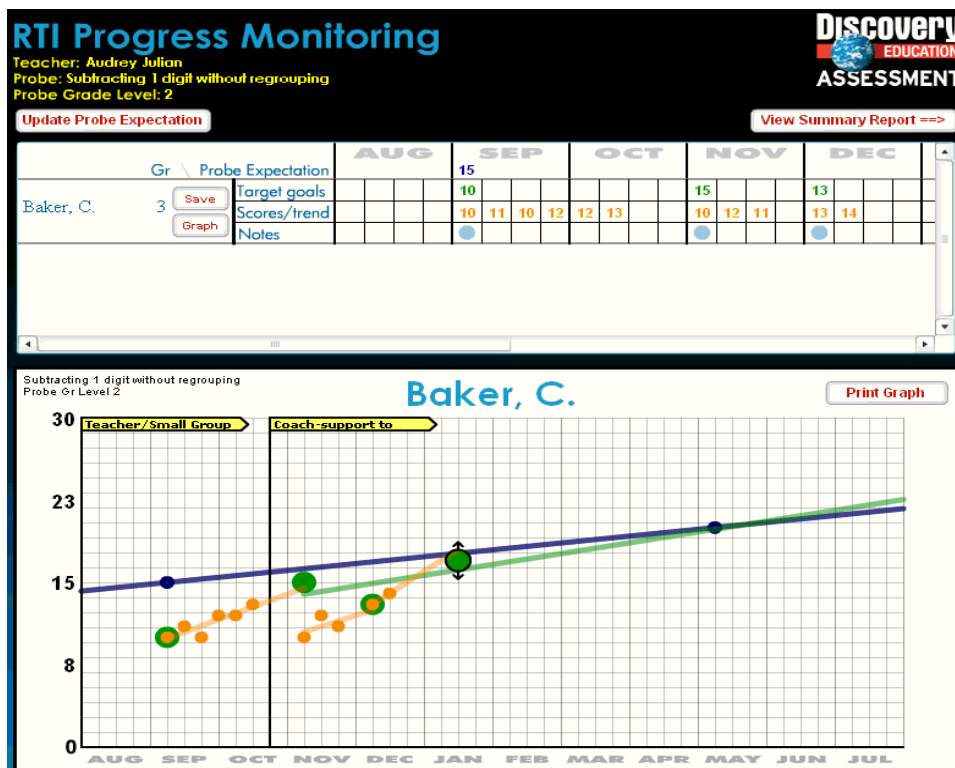 RTI Progress Monitoring
Teacher: Audrey Julian
Probe: Subtracting 1 digit without regrouping
Probe Grade Level: 2
Discovery
EDUCATION
ASSESSMENT
Update Probe Expectation
View Summary Report ==>
AUG SEP OCT NOV DEC
Gr \ Probe Expectation 15
Baker, C. 3 Save Graph
Target goals 10 15 13
Scores/trend 10 11 10 12 12 13 10 12 11 13 14
Notes
Subtracting 1 digit without regrouping
Probe Gr Level 2
Baker, C.
Print Graph
30
Teacher/Small Group Coach-support to
23
15
8
0
AUG SEP OCT NOV DEC JAN FEB MAR APR MAY JUN JUL